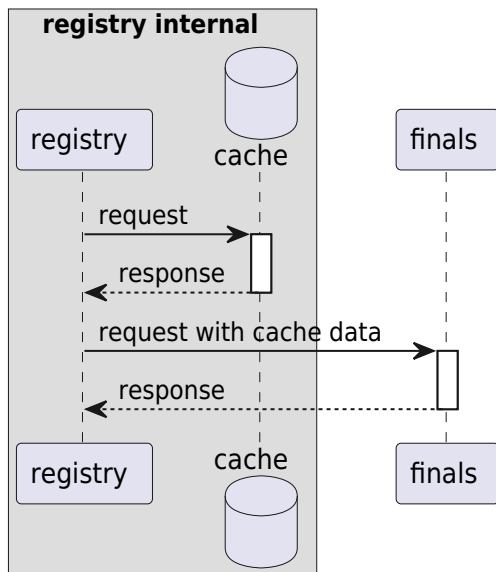 registry internal
registry
cache
finals
request
response
request with cache data
response
registry
cache
finals